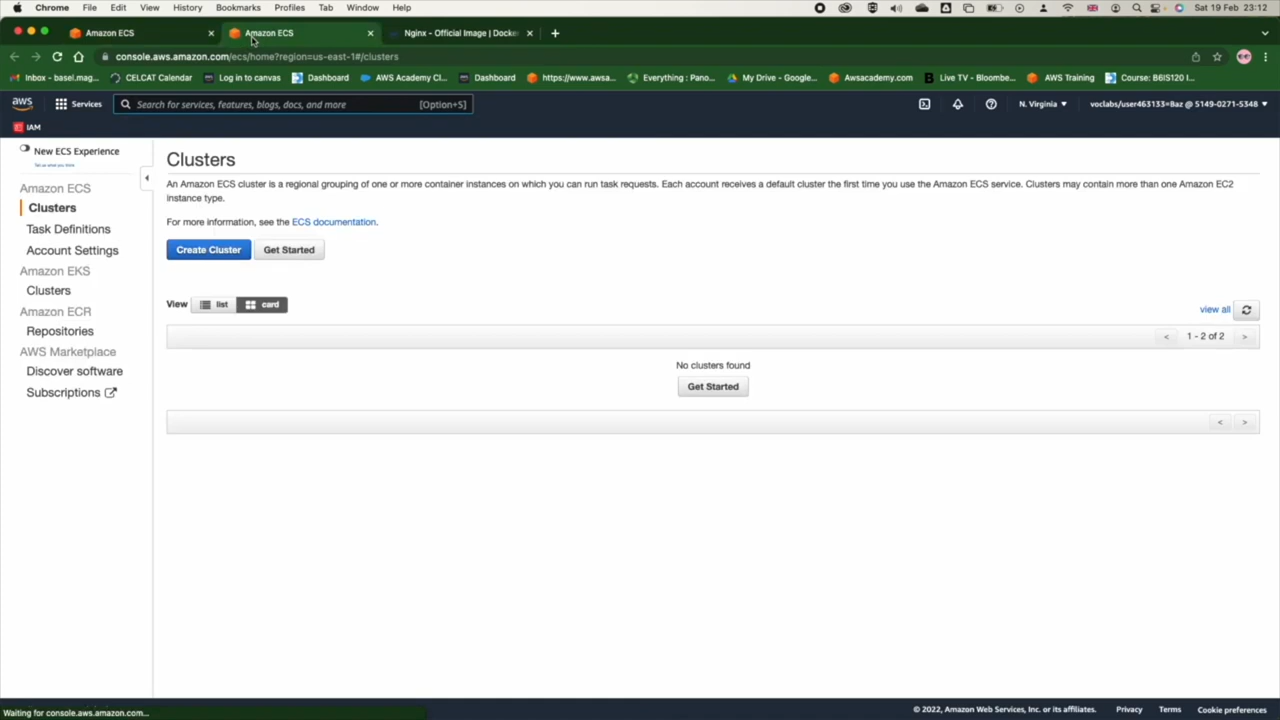 Chrome File Edit View History Bookmarks Profiles Tab Window Help Sat 19 Feb 23:12
Amazon ECS Amazon ECS Nginx - Official Image | Docke
console.aws.amazon.com/ecs/home?region=us-east-1#/clusters
Inbox - basel.mag... CELCAT Calendar Log in to canvas Dashboard AWS Academy Cl... Dashboard https://www.awsa... Everything : Pano... My Drive - Google... Awsacademy.com Live TV - Bloombe... AWS Training Course: B6IS120 I...
aws Services Search for services, features, blogs, docs, and more [Option+S] N. Virginia voclabs/user463133=Baz @ 5149-0271-5348
IAM
New ECS Experience
Tell us what you think
Amazon ECS
Clusters
Task Definitions
Account Settings
Amazon EKS
Clusters
Amazon ECR
Repositories
AWS Marketplace
Discover software
Subscriptions
Clusters
An Amazon ECS cluster is a regional grouping of one or more container instances on which you can run task requests. Each account receives a default cluster the first time you use the Amazon ECS service. Clusters may contain more than one Amazon EC2
instance type.
For more information, see the ECS documentation.
Create Cluster Get Started
View list card view all
< 1 - 2 of 2 >
No clusters found
Get Started
< >
Waiting for console.aws.amazon.com...
© 2022, Amazon Web Services, Inc. or its affiliates. Privacy Terms Cookie preferences